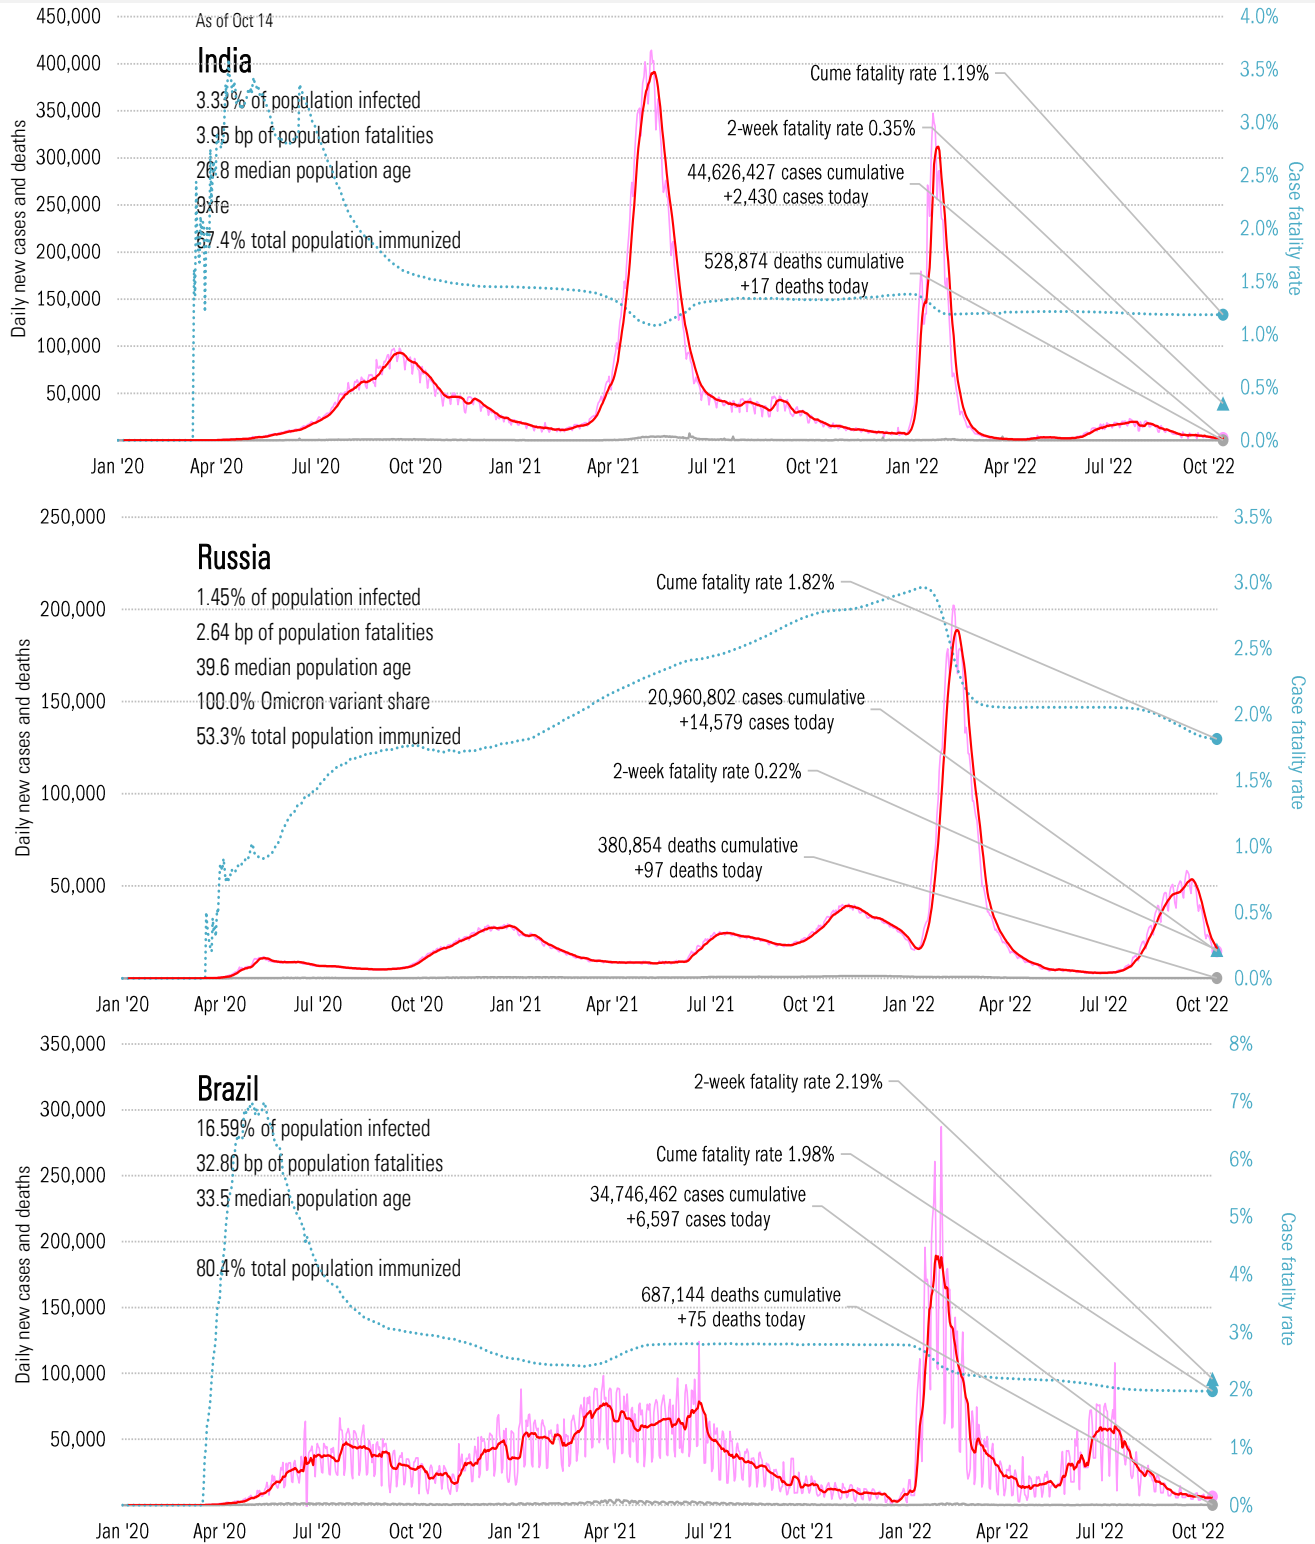 As of Oct 14
India
3.33% of population infected
3.95 bp of population fatalities
26.8 median population age
9xfe
67.4% total population immunized
Cume fatality rate 1.19%
2-week fatality rate 0.35%
44,626,427 cases cumulative
+2,430 cases today
528,874 deaths cumulative
+17 deaths today
Daily new cases and deaths
450,000
400,000
350,000
300,000
250,000
200,000
150,000
100,000
50,000
4.0%
3.5%
3.0%
2.5%
2.0%
1.5%
1.0%
0.5%
0.0%
Case fatality rate
Jan '20 Apr '20 Jul '20 Oct '20 Jan '21 Apr '21 Jul '21 Oct '21 Jan '22 Apr '22 Jul '22 Oct '22
Russia
1.45% of population infected
2.64 bp of population fatalities
39.6 median population age
100.0% Omicron variant share
53.3% total population immunized
Cume fatality rate 1.82%
20,960,802 cases cumulative
+14,579 cases today
2-week fatality rate 0.22%
380,854 deaths cumulative
+97 deaths today
Daily new cases and deaths
250,000
200,000
150,000
100,000
50,000
3.5%
3.0%
2.5%
2.0%
1.5%
1.0%
0.5%
0.0%
Case fatality rate
Jan '20 Apr '20 Jul '20 Oct '20 Jan '21 Apr '21 Jul '21 Oct '21 Jan '22 Apr '22 Jul '22 Oct '22
Brazil
16.59% of population infected
32.80 bp of population fatalities
33.5 median population age
80.4% total population immunized
2-week fatality rate 2.19%
Cume fatality rate 1.98%
34,746,462 cases cumulative
+6,597 cases today
687,144 deaths cumulative
+75 deaths today
Daily new cases and deaths
350,000
300,000
250,000
200,000
150,000
100,000
50,000
8%
7%
6%
5%
4%
3%
2%
1%
0%
Case fatality rate
Jan '20 Apr '20 Jul '20 Oct '20 Jan '21 Apr '21 Jul '21 Oct '21 Jan '22 Apr '22 Jul '22 Oct '22